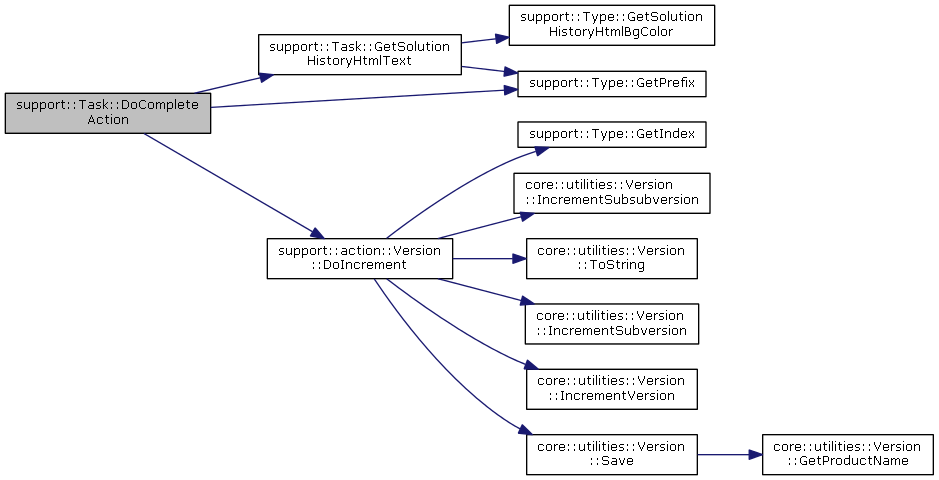 support::Type::GetSolution
HistoryHtmlBgColor
support::Task::GetSolution
HistoryHtmlText
support::Type::GetPrefix
support::Task::DoComplete
Action
support::Type::GetIndex
core::utilities::Version
::IncrementSubsubversion
support::action::Version
::DoIncrement
core::utilities::Version
::ToString
core::utilities::Version
::IncrementSubversion
core::utilities::Version
::IncrementVersion
core::utilities::Version
::Save
core::utilities::Version
::GetProductName